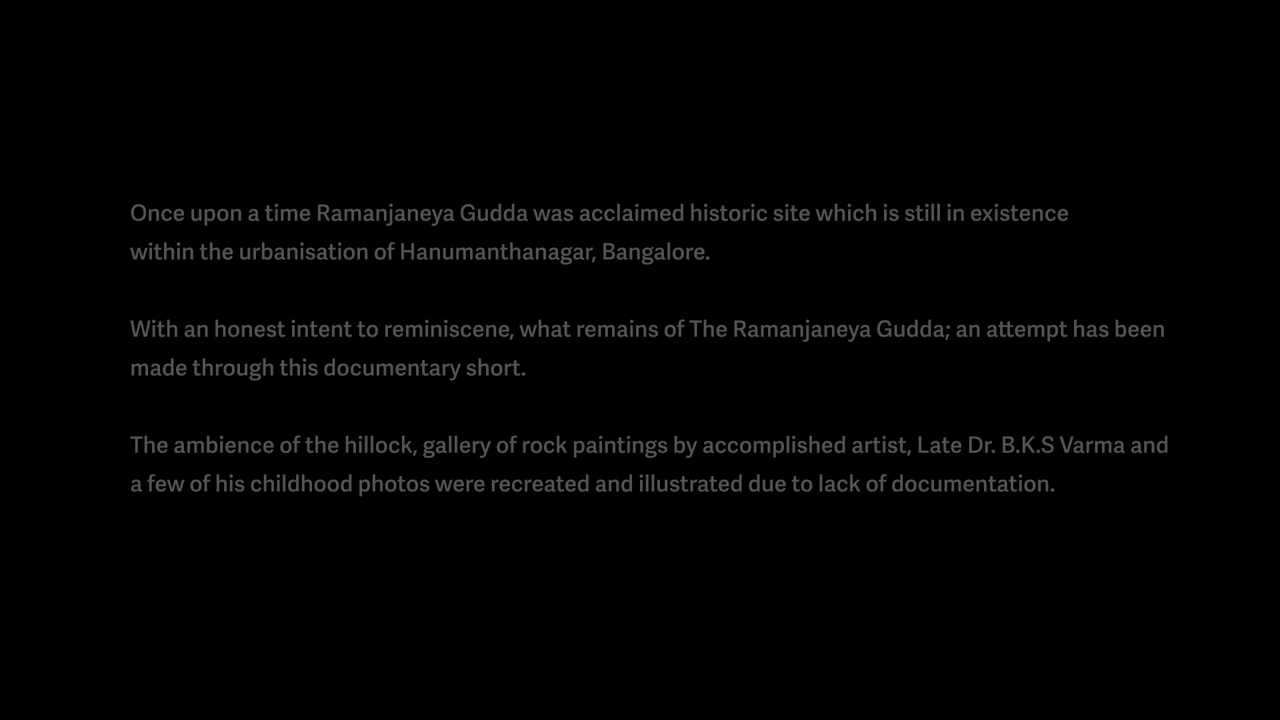 Once upon a time Ramanjaneya Gudda was acclaimed historic site which is still in existence
within the urbanisation of Hanumanthanagar, Bangalore.
With an honest intent to reminiscene, what remains of The Ramanjaneya Gudda; an attempt has been
made through this documentary short.
The ambience of the hillock, gallery of rock paintings by accomplished artist, Late Dr. B.K.S Varma and
a few of his childhood photos were recreated and illustrated due to lack of documentation.